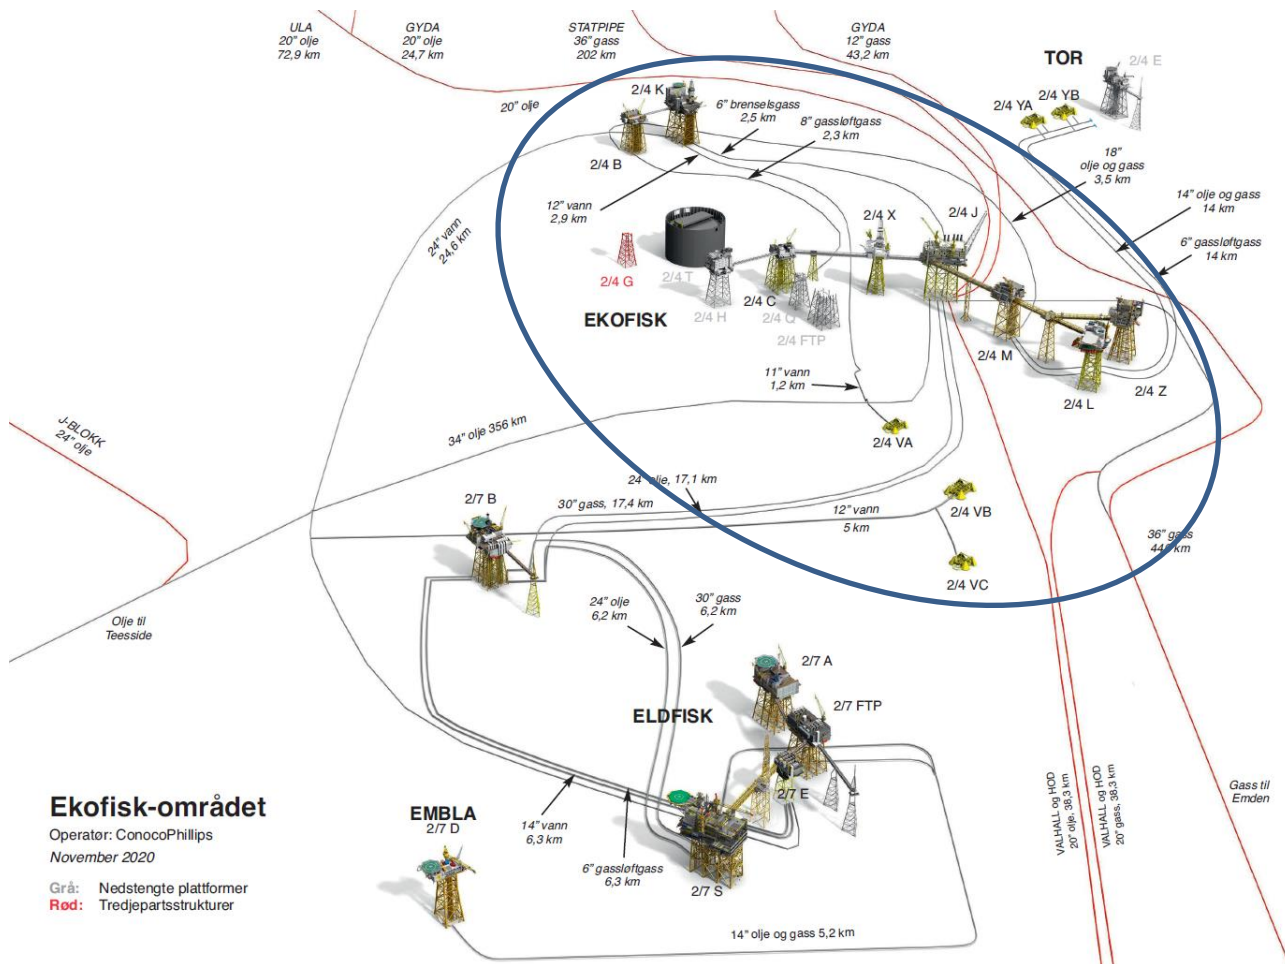 ULA
20” olje
72,9 km
GYDA
20” olje
24,7 km
STATPIPE
36” gass
202 km
GYDA
12” gass
43,2 km
TOR
2/4 E
2/4 YA
2/4 YB
20” olje
2/4 K
6” brenselsgass
2,5 km
8” gassløftgass
2,3 km
2/4 B
18”
olje og gass
3,5 km
14” olje og gass
14 km
6” gassløftgass
14 km
12” vann
2,9 km
24” vann
24,6 km
2/4 X
2/4 J
2/4 G
2/4 T
2/4 H
2/4 C
2/4 Q
2/4 FTP
EKOFISK
2/4 M
2/4 L
2/4 Z
11” vann
1,2 km
2/4 VA
J-BLOKK
24” olje
34” olje 356 km
24” olje, 17,1 km
30” gass, 17,4 km
2/7 B
12” vann
5 km
2/4 VB
2/4 VC
36” gass
km
Olje til
Teesside
24” olje
6,2 km
30” gass
6,2 km
2/7 A
2/7 FTP
ELDFISK
2/7 E
VALHALL og HOD
20” olje, 38,3 km
VALHALL og HOD
20” gass, 38,3 km
Gass til
Emden
Ekofisk-området
Operatør: ConocoPhillips
November 2020
Grå: Nedstengte plattformer
Rød: Tredjepartsstrukturer
EMBLA
2/7 D
14” vann
6,3 km
6” gassløftgass
6,3 km
2/7 S
14” olje og gass 5,2 km